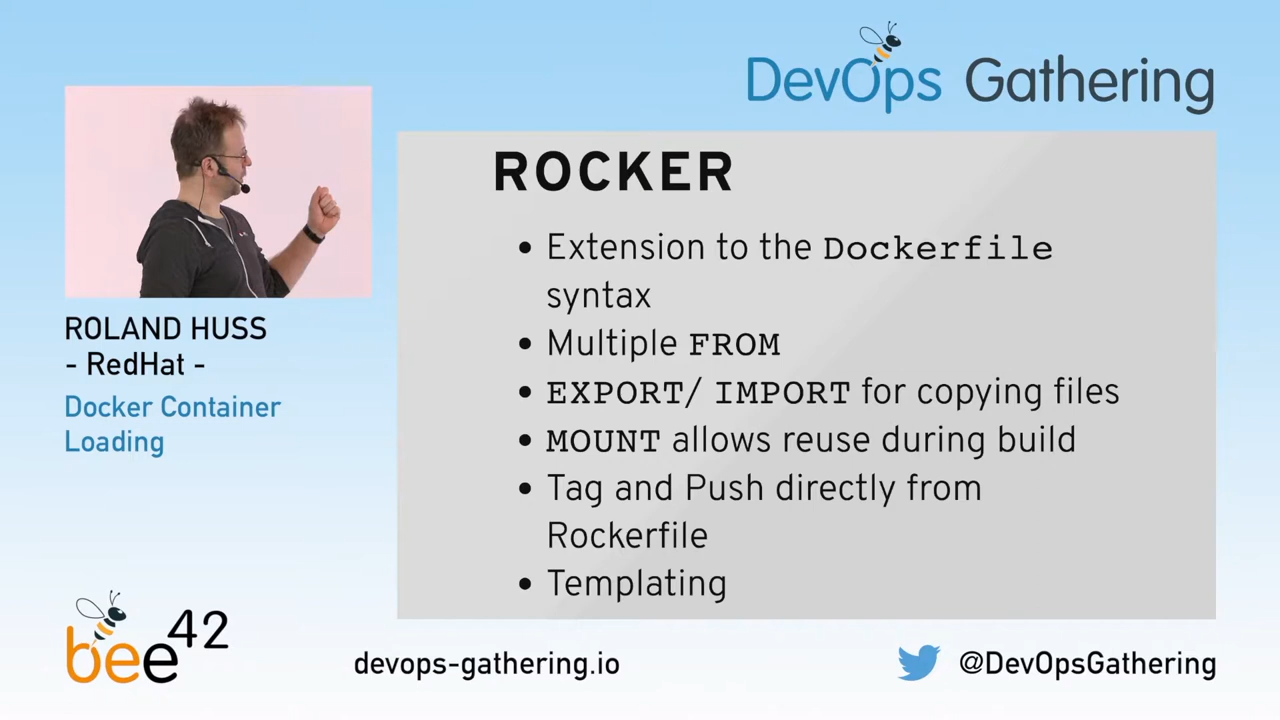 DevOps Gathering
ROCKER
• Extension to the Dockerfile
syntax
• Multiple FROM
• EXPORT/ IMPORT for copying files
• MOUNT allows reuse during build
• Tag and Push directly from
Rockerfile
• Templating
ROLAND HUSS
- RedHat -
Docker Container
Loading
bee42
devops-gathering.io
@DevOpsGathering